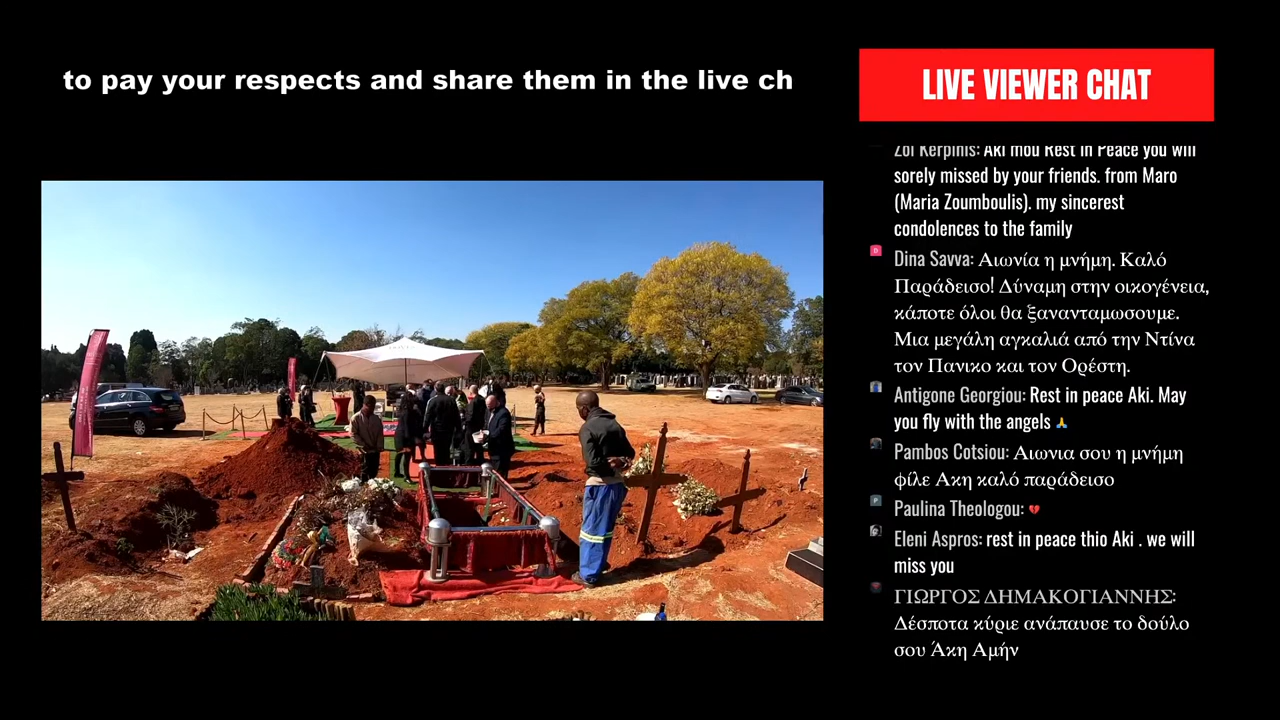 to pay your respects and share them in the live ch
LIVE VIEWER CHAT
Zoi Kerpinis: Aki mou Rest in Peace you will
sorely missed by your friends. from Maro
(Maria Zoumboulis). my sincerest
condolences to the family
D
Dina Savva: Αιωνία η μνήμη. Καλό
Παράδεισο! Δύναμη στην οικογένεια,
κάποτε όλοι θα ξαναντaμωσουμε.
Μια μεγάλη αγκαλιά από την Ντίνα
τον Πανικο και τον Ορέστη.
Antigone Georgiou: Rest in peace Aki. May
you fly with the angels 🙏
Pambos Cotsiou: Αιωνια σου η μνήμη
φίλε Ακη καλό παράδεισο
P
Paulina Theologou: 💔
Eleni Aspros: rest in peace thio Aki . we will
miss you
ΓΙΩΡΓΟΣ ΔΗΜΑΚΟΓΙΑΝΝΗΣ:
Δέσποτα κύριε ανάπαυσε το δούλο
σου Άκη Αμήν